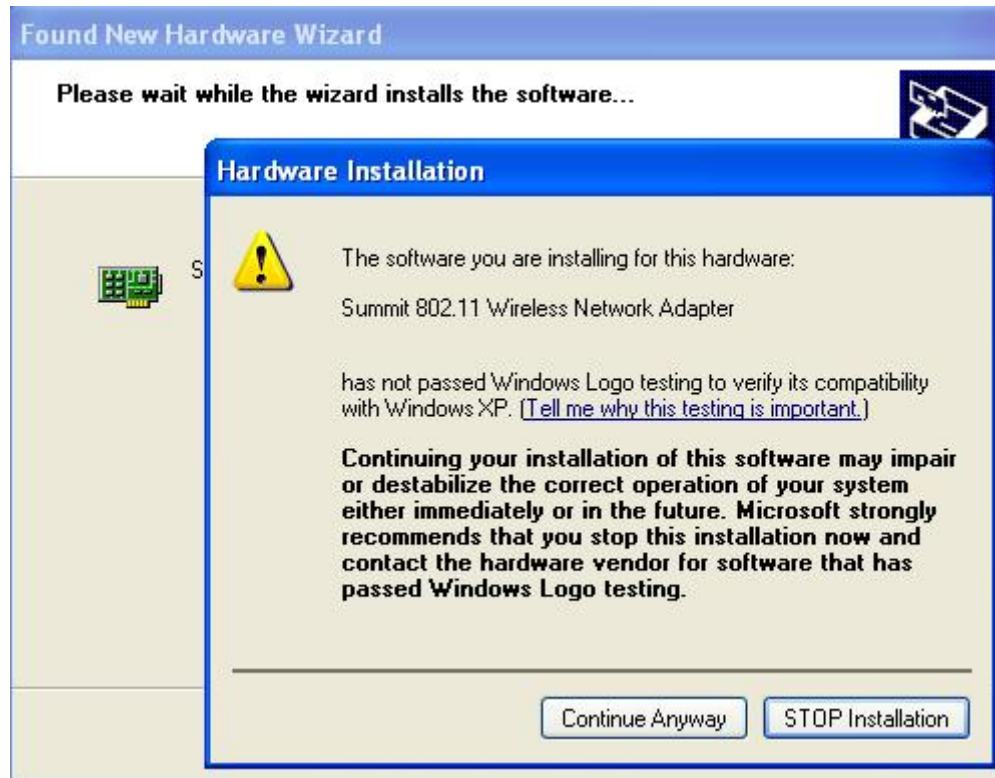 Found New Hardware Wizard
Please wait while the wizard installs the software...
Hardware Installation
S
The software you are installing for this hardware:
Summit 802.11 Wireless Network Adapter
has not passed Windows Logo testing to verify its compatibility
with Windows XP. (Tell me why this testing is important.)
Continuing your installation of this software may impair
or destabilize the correct operation of your system
either immediately or in the future. Microsoft strongly
recommends that you stop this installation now and
contact the hardware vendor for software that has
passed Windows Logo testing.
Continue Anyway
STOP Installation